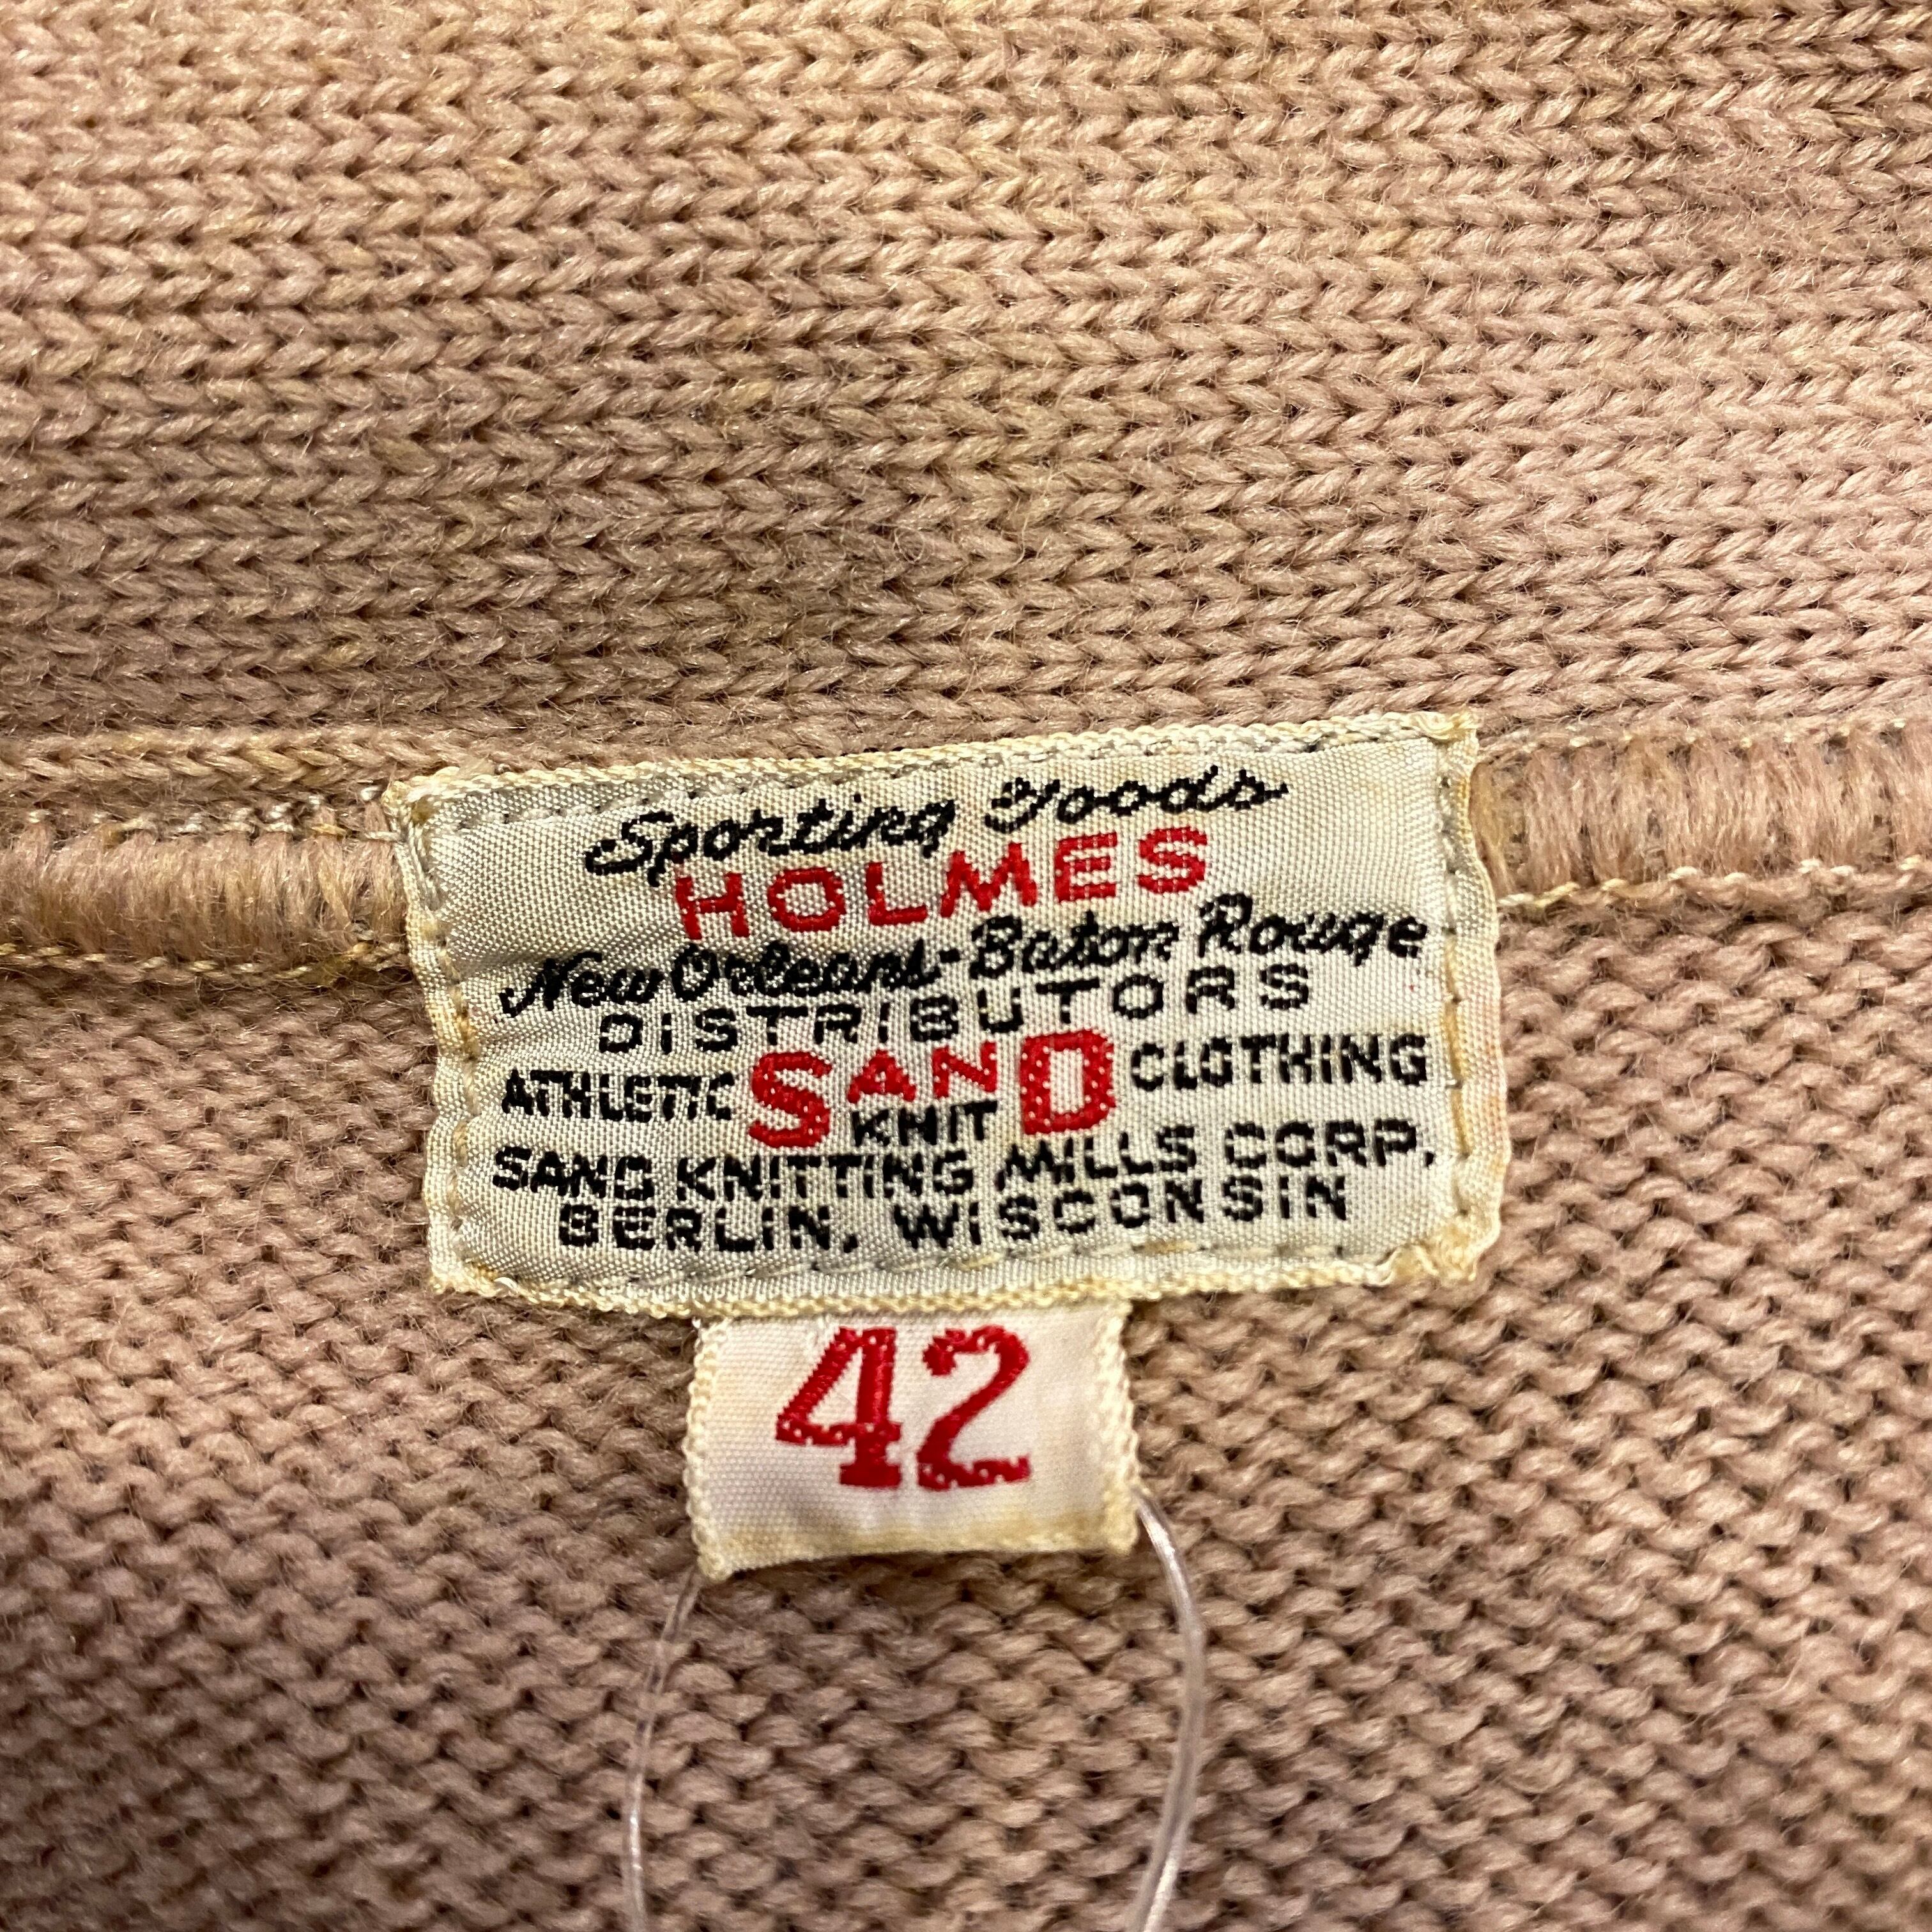 Sporting Goods
HOLMES
New Orleans-Baton Rouge
DISTRIBUTORS
ATHLETIC SAND KNIT CLOTHING
SAND KNITTING MILLS CORP.
BERLIN, WISCONSIN
42